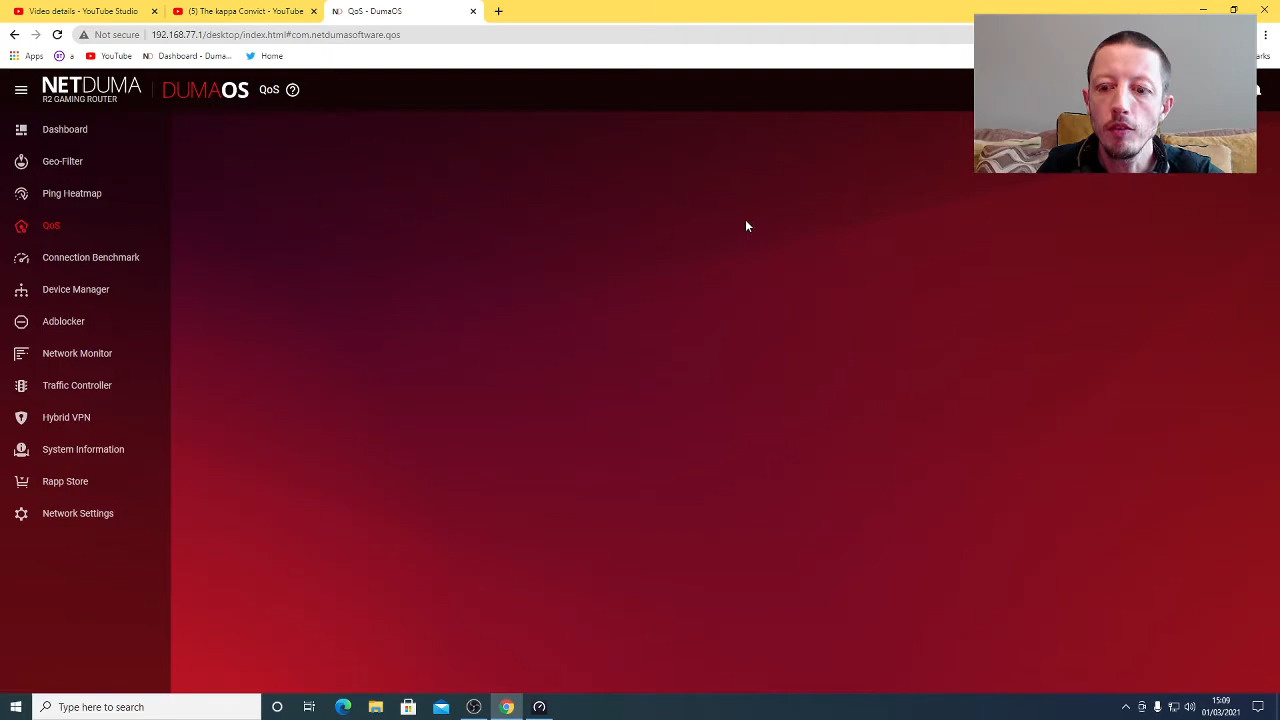 Video details - YouTube
(5) The kappa Convict - YouTube
QoS - DumaOS
Not secure
192.168.77.1/desktop/index.html#com.netdumasoftware.qos
Apps
a
YouTube
Dashboard - Duma...
Home
NETDUMA
R2 GAMING ROUTER
DUMAOS
QoS
Dashboard
Geo-Filter
Ping Heatmap
QoS
Connection Benchmark
Device Manager
Adblocker
Network Monitor
Traffic Controller
Hybrid VPN
System Information
Rapp Store
Network Settings
Type here to search
15:09
01/03/2021